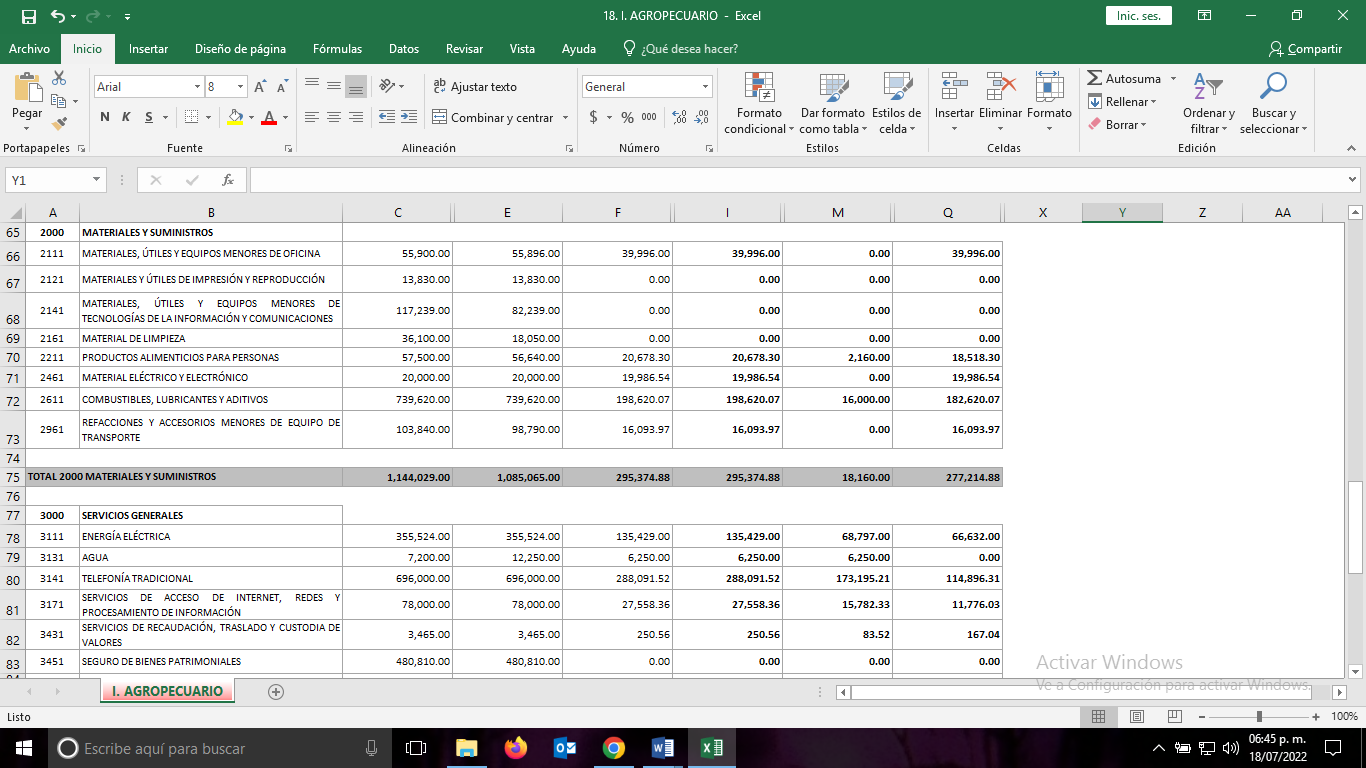 18. I. AGROPECUARIO - Excel
Inic. ses.
Archivo Inicio Insertar Diseño de página Fórmulas Datos Revisar Vista Ayuda ¿Qué desea hacer? Compartir
Pegar
Portapapeles
Arial 8
N K S
Fuente
Ajustar texto
Combinar y centrar
Alineación
General
$ % 000
Número
Formato condicional
Dar formato como tabla
Estilos de celda
Estilos
Insertar Eliminar Formato
Celdas
Autosuma
Rellenar
Borrar
Ordenar y filtrar
Buscar y seleccionar
Edición
Y1 fx
A B C E F I M Q X Y Z AA
65 2000 MATERIALES Y SUMINISTROS
66 2111 MATERIALES, ÚTILES Y EQUIPOS MENORES DE OFICINA 55,900.00 55,896.00 39,996.00 39,996.00 0.00 39,996.00
67 2121 MATERIALES Y ÚTILES DE IMPRESIÓN Y REPRODUCCIÓN 13,830.00 13,830.00 0.00 0.00 0.00 0.00
68 2141 MATERIALES, ÚTILES Y EQUIPOS MENORES DE
TECNOLOGÍAS DE LA INFORMACIÓN Y COMUNICACIONES 117,239.00 82,239.00 0.00 0.00 0.00 0.00
69 2161 MATERIAL DE LIMPIEZA 36,100.00 18,050.00 0.00 0.00 0.00 0.00
70 2211 PRODUCTOS ALIMENTICIOS PARA PERSONAS 57,500.00 56,640.00 20,678.30 20,678.30 2,160.00 18,518.30
71 2461 MATERIAL ELÉCTRICO Y ELECTRÓNICO 20,000.00 20,000.00 19,986.54 19,986.54 0.00 19,986.54
72 2611 COMBUSTIBLES, LUBRICANTES Y ADITIVOS 739,620.00 739,620.00 198,620.07 198,620.07 16,000.00 182,620.07
73 2961 REFACCIONES Y ACCESORIOS MENORES DE EQUIPO DE
TRANSPORTE 103,840.00 98,790.00 16,093.97 16,093.97 0.00 16,093.97
74
75 TOTAL 2000 MATERIALES Y SUMINISTROS 1,144,029.00 1,085,065.00 295,374.88 295,374.88 18,160.00 277,214.88
76
77 3000 SERVICIOS GENERALES
78 3111 ENERGÍA ELÉCTRICA 355,524.00 355,524.00 135,429.00 135,429.00 68,797.00 66,632.00
79 3131 AGUA 7,200.00 12,250.00 6,250.00 6,250.00 6,250.00 0.00
80 3141 TELEFONÍA TRADICIONAL 696,000.00 696,000.00 288,091.52 288,091.52 173,195.21 114,896.31
81 3171 SERVICIOS DE ACCESO DE INTERNET, REDES Y
PROCESAMIENTO DE INFORMACIÓN 78,000.00 78,000.00 27,558.36 27,558.36 15,782.33 11,776.03
82 3431 SERVICIOS DE RECAUDACIÓN, TRASLADO Y CUSTODIA DE
VALORES 3,465.00 3,465.00 250.56 250.56 83.52 167.04
83 3451 SEGURO DE BIENES PATRIMONIALES 480,810.00 480,810.00 0.00 0.00 0.00 0.00
Activar Windows
Ve a Configuración para activar Windows.
I. AGROPECUARIO
Listo 100%
Escribe aquí para buscar
06:45 p. m.
18/07/2022